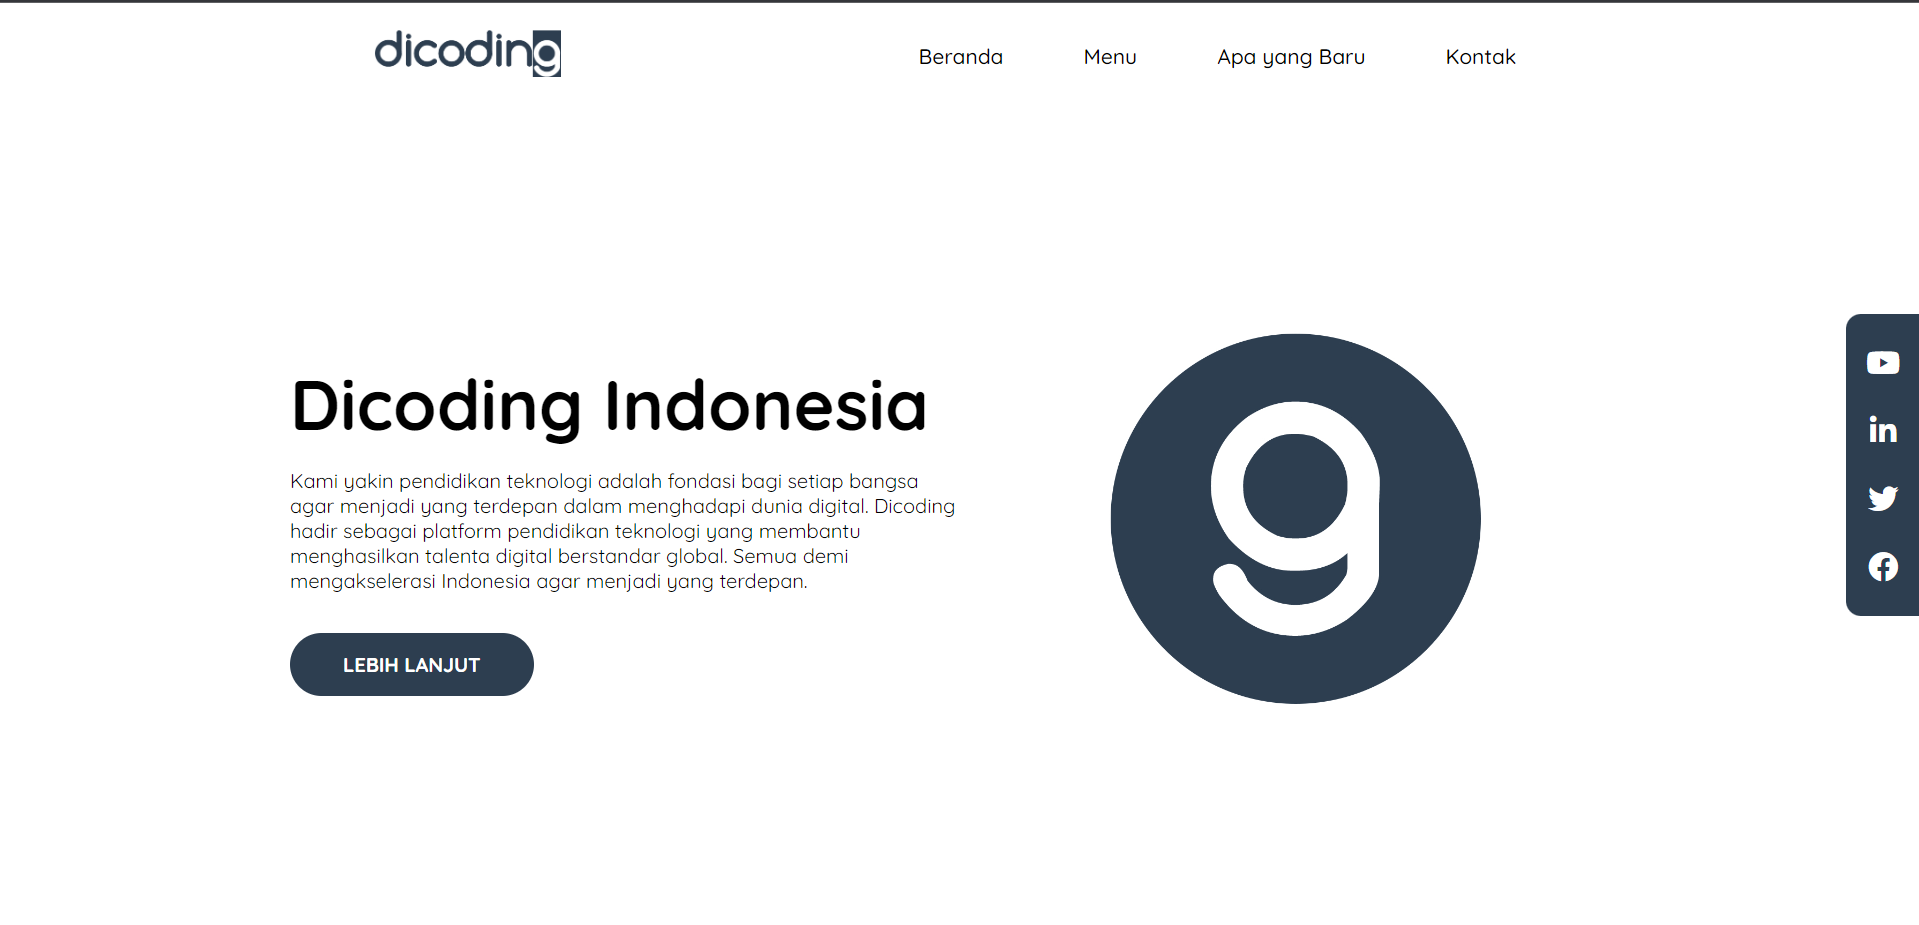 dicoding
Beranda
Menu
Apa yang Baru
Kontak
Dicoding Indonesia
Kami yakin pendidikan teknologi adalah fondasi bagi setiap bangsa
agar menjadi yang terdepan dalam menghadapi dunia digital. Dicoding
hadir sebagai platform pendidikan teknologi yang membantu
menghasilkan talenta digital berstandar global. Semua demi
mengakselerasi Indonesia agar menjadi yang terdepan.
LEBIH LANJUT
g
in